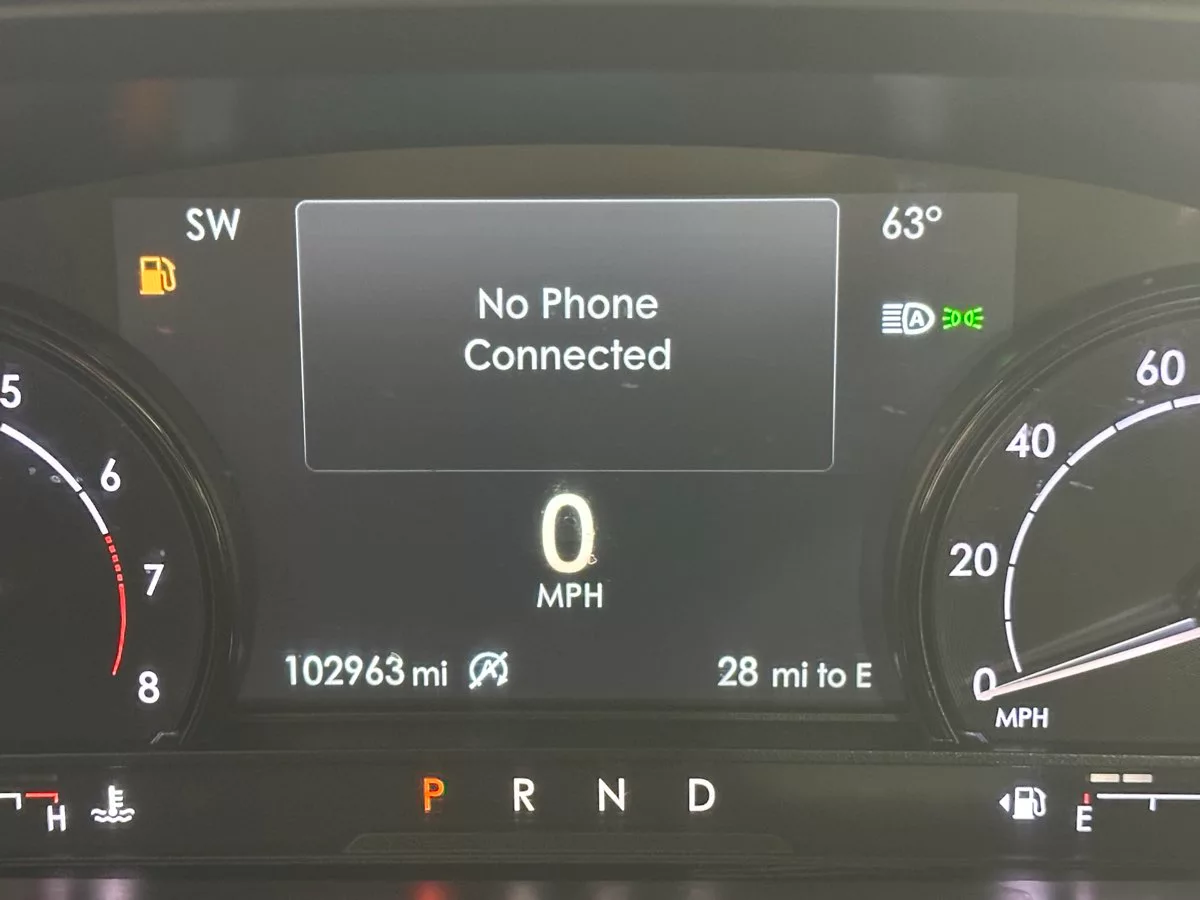 SW
63°
No Phone
Connected
A
5
6
7
8
60
40
20
0
MPH
0
MPH
102963 mi
A
28 mi to E
H
P R N D
E